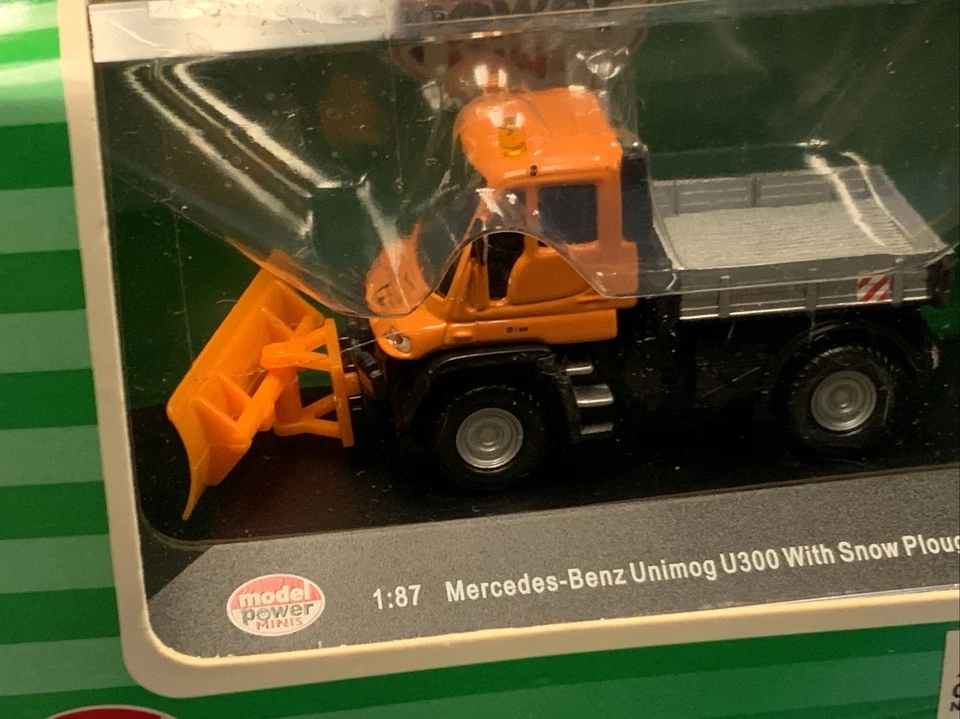 model
power
MINIS
1:87 Mercedes-Benz Unimog U300 With Snow Ploug